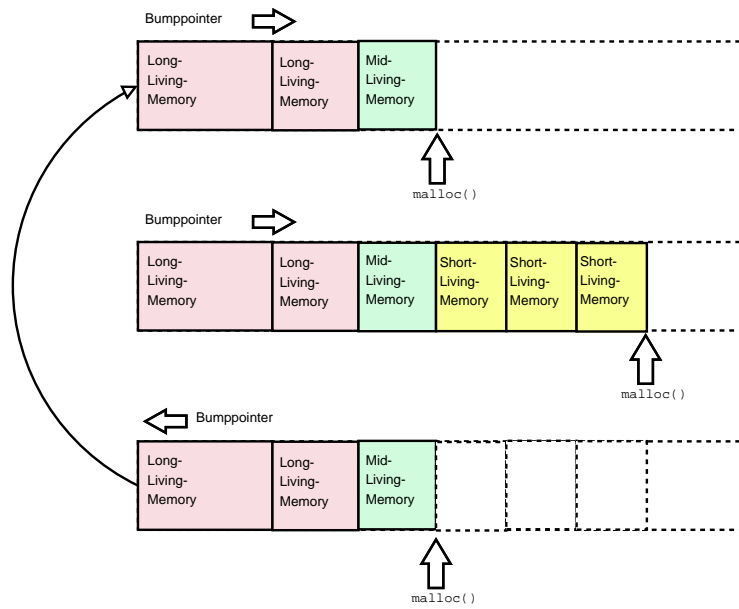 Bumppointer
Long-
Living-
Memory
Long-
Living-
Memory
Mid-
Living-
Memory
malloc()
Bumppointer
Long-
Living-
Memory
Long-
Living-
Memory
Mid-
Living-
Memory
Short-
Living-
Memory
Short-
Living-
Memory
Short-
Living-
Memory
malloc()
Bumppointer
Long-
Living-
Memory
Long-
Living-
Memory
Mid-
Living-
Memory
malloc()